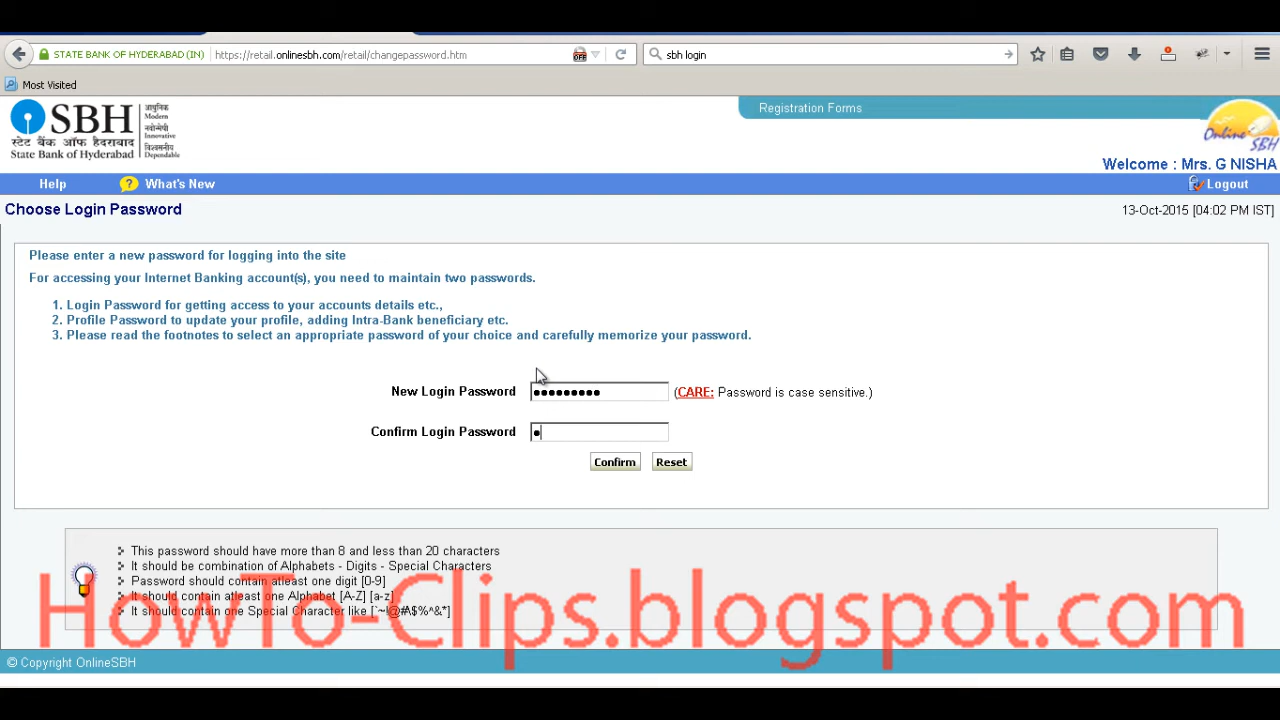 STATE BANK OF HYDERABAD (IN)
https://retail.onlinesbh.com/retail/changepassword.htm
sbh login
Most Visited
SBH
स्टेट बैंक ऑफ हैदराबाद
State Bank of Hyderabad
आधुनिक
Modern
नवोन्मेषी
Innovative
विश्वसनीय
Dependable
Registration Forms
Online SBH
Welcome : Mrs. G NISHA
Help
? What's New
Logout
Choose Login Password
13-Oct-2015 [04:02 PM IST]
Please enter a new password for logging into the site
For accessing your Internet Banking account(s), you need to maintain two passwords.
1. Login Password for getting access to your accounts details etc.,
2. Profile Password to update your profile, adding Intra-Bank beneficiary etc.
3. Please read the footnotes to select an appropriate password of your choice and carefully memorize your password.
New Login Password ●●●●●●●●● (CARE: Password is case sensitive.)
Confirm Login Password ●
Confirm Reset
This password should have more than 8 and less than 20 characters
It should be combination of Alphabets - Digits - Special Characters
Password should contain atleast one digit [0-9]
It should contain atleast one Alphabet [A-Z] [a-z]
It should contain one Special Character like [`~!@#$%^&*]
HowTo-Clips.blogspot.com
© Copyright OnlineSBH